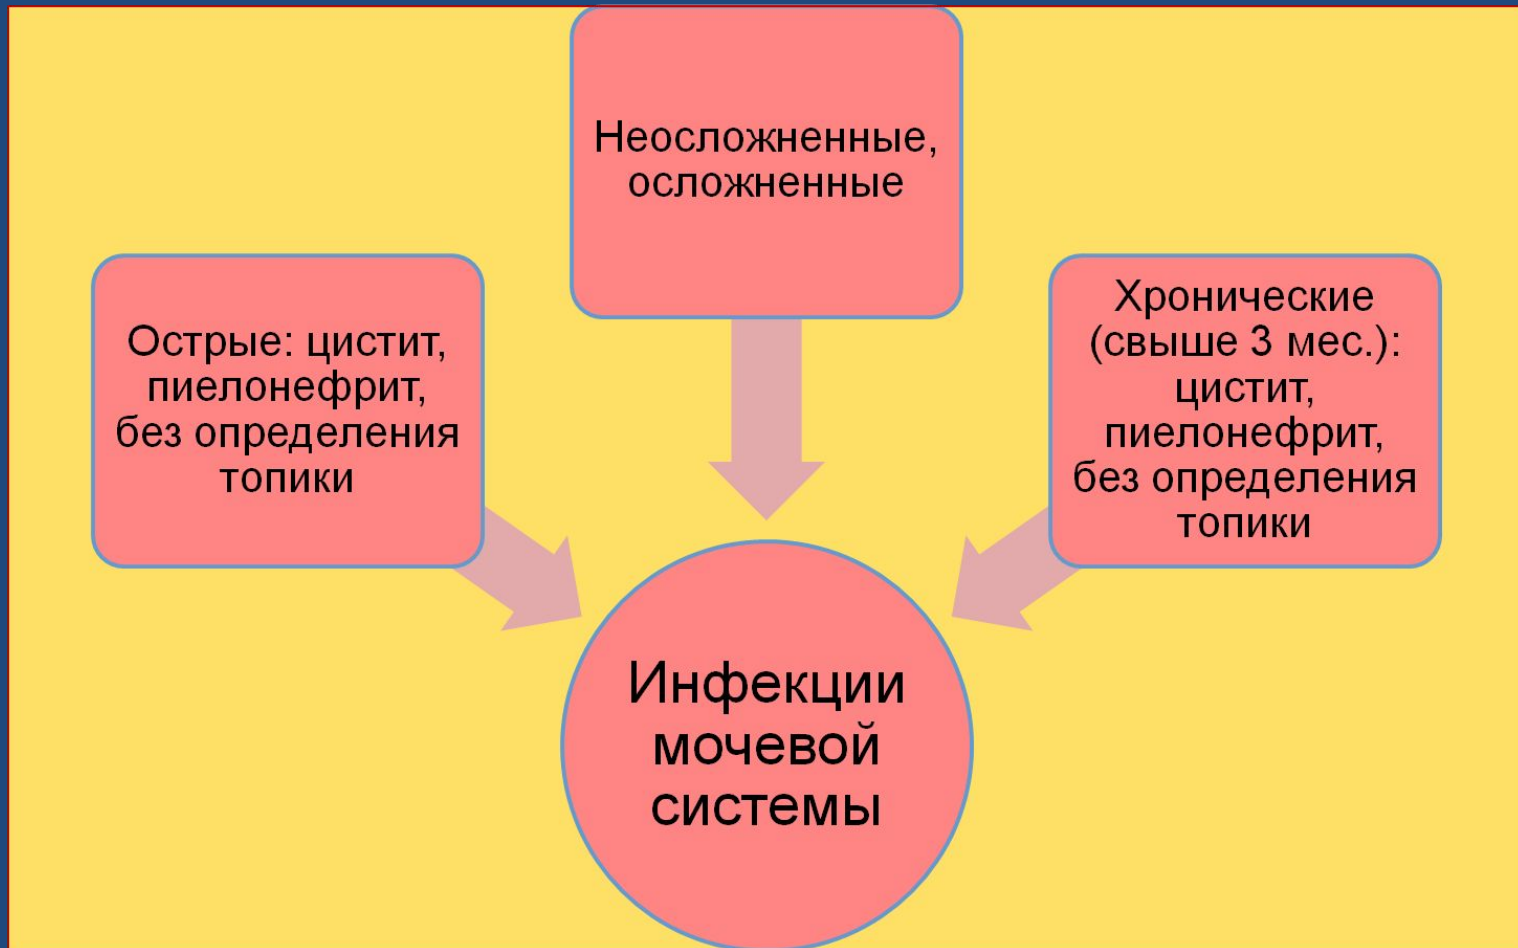 Неосложненные,
осложненные
Острые: цистит,
пиелонефрит,
без определения
топики
Хронические
(свыше 3 мес.):
цистит,
пиелонефрит,
без определения
топики
Инфекции
мочевой
системы